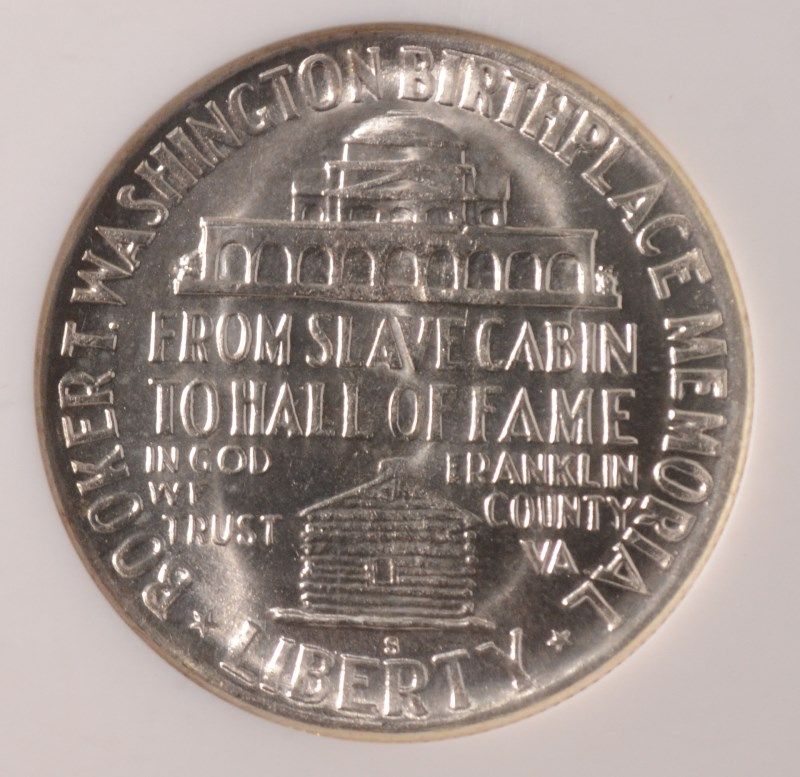 BOOKER T. WASHINGTON BIRTHPLACE MEMORIAL
FROM SLAVE CABIN
TO HALL OF FAME
IN GOD
WE
TRUST
FRANKLIN
COUNTY
VA
S
LIBERTY